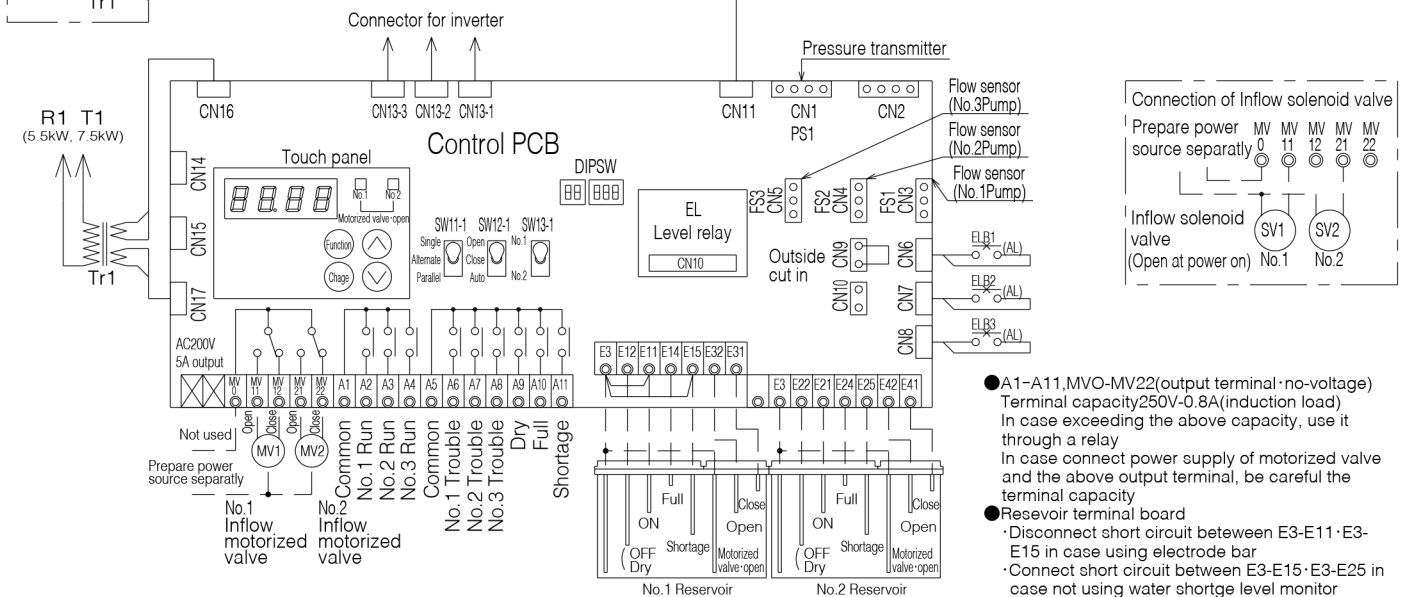 Tr1
Connector for inverter
Pressure transmitter
R1 T1
(5.5kW, 7.5kW)
CN16
CN13-3 CN13-2 CN13-1
CN11
CN1
PS1
CN2
Flow sensor
(No.3Pump)
Flow sensor
(No.2Pump)
Flow sensor
(No.1Pump)
Control PCB
Touch panel
DIPSW
CN14
CN15
CN17
Tr1
88.88
No.1 No.2
Motorized valve·open
Function
Chage
SW11-1 SW12-1 SW13-1
Single
Alternate
Parallel
Open
Close
Auto
No.1
No.2
EL
Level relay
CN10
FS3
CN5
FS2
CN4
FS1
CN3
Outside
cut in
CN9
CN10
CN6
CN7
CN8
ELB1
(AL)
ELB2
(AL)
ELB3
(AL)
Connection of Inflow solenoid valve
Prepare power
source separatly
MV 0 MV 11 MV 12 MV 21 MV 22
Inflow solenoid
valve
(Open at power on)
SV1 SV2
No.1 No.2
AC200V
5A output
MV 0 MV 11 MV 12 MV 21 MV 22 A1 A2 A3 A4 A5 A6 A7 A8 A9 A10 A11
E3 E12 E11 E14 E15 E32 E31
E3 E22 E21 E24 E25 E42 E41
Not used
Open Close Open Close
MV1 MV2
Prepare power
source separatly
No.1
Inflow
motorized
valve
No.2
Inflow
motorized
valve
Common
No.1 Run
No.2 Run
No.3 Run
Common
No.1 Trouble
No.2 Trouble
No.3 Trouble
Dry
Full
Shortage
Full
ON
(OFF
Dry
Shortage
Close
Open
Motorized
valve·open
No.1 Reservoir
Full
ON
(OFF
Dry
Shortage
Close
Open
Motorized
valve·open
No.2 Reservoir
●A1-A11,MVO-MV22(output terminal·no-voltage)
Terminal capacity250V-0.8A(induction load)
In case exceeding the above capacity, use it
through a relay
In case connect power supply of motorized valve
and the above output terminal, be careful the
terminal capacity
●Resevoir terminal board
·Disconnect short circuit beteween E3-E11·E3-
E15 in case using electrode bar
·Connect short circuit between E3-E15·E3-E25 in
case not using water shortge level monitor